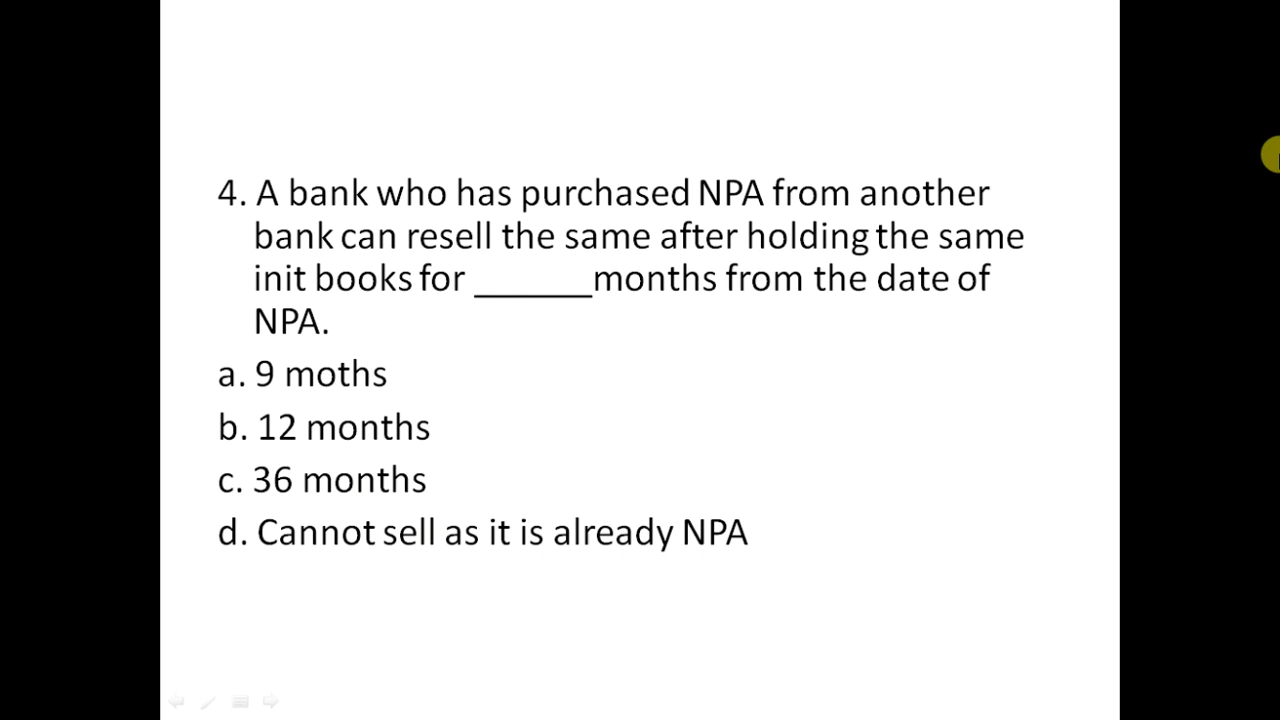 4. A bank who has purchased NPA from another
bank can resell the same after holding the same
init books for ______months from the date of
NPA.
a. 9 moths
b. 12 months
c. 36 months
d. Cannot sell as it is already NPA